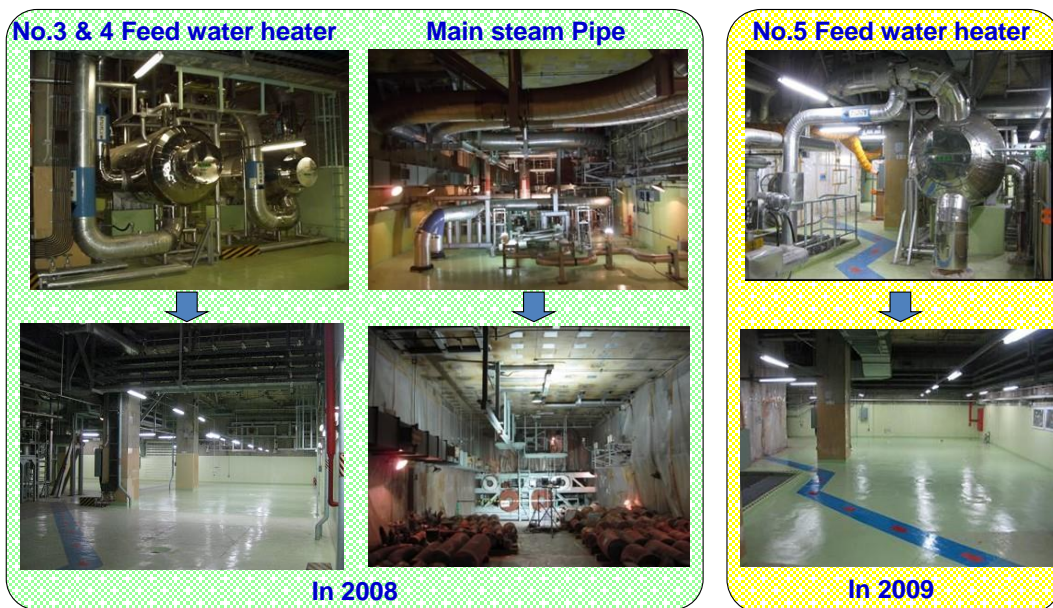 No.3 & 4 Feed water heater
Main steam Pipe
In 2008
No.5 Feed water heater
In 2009